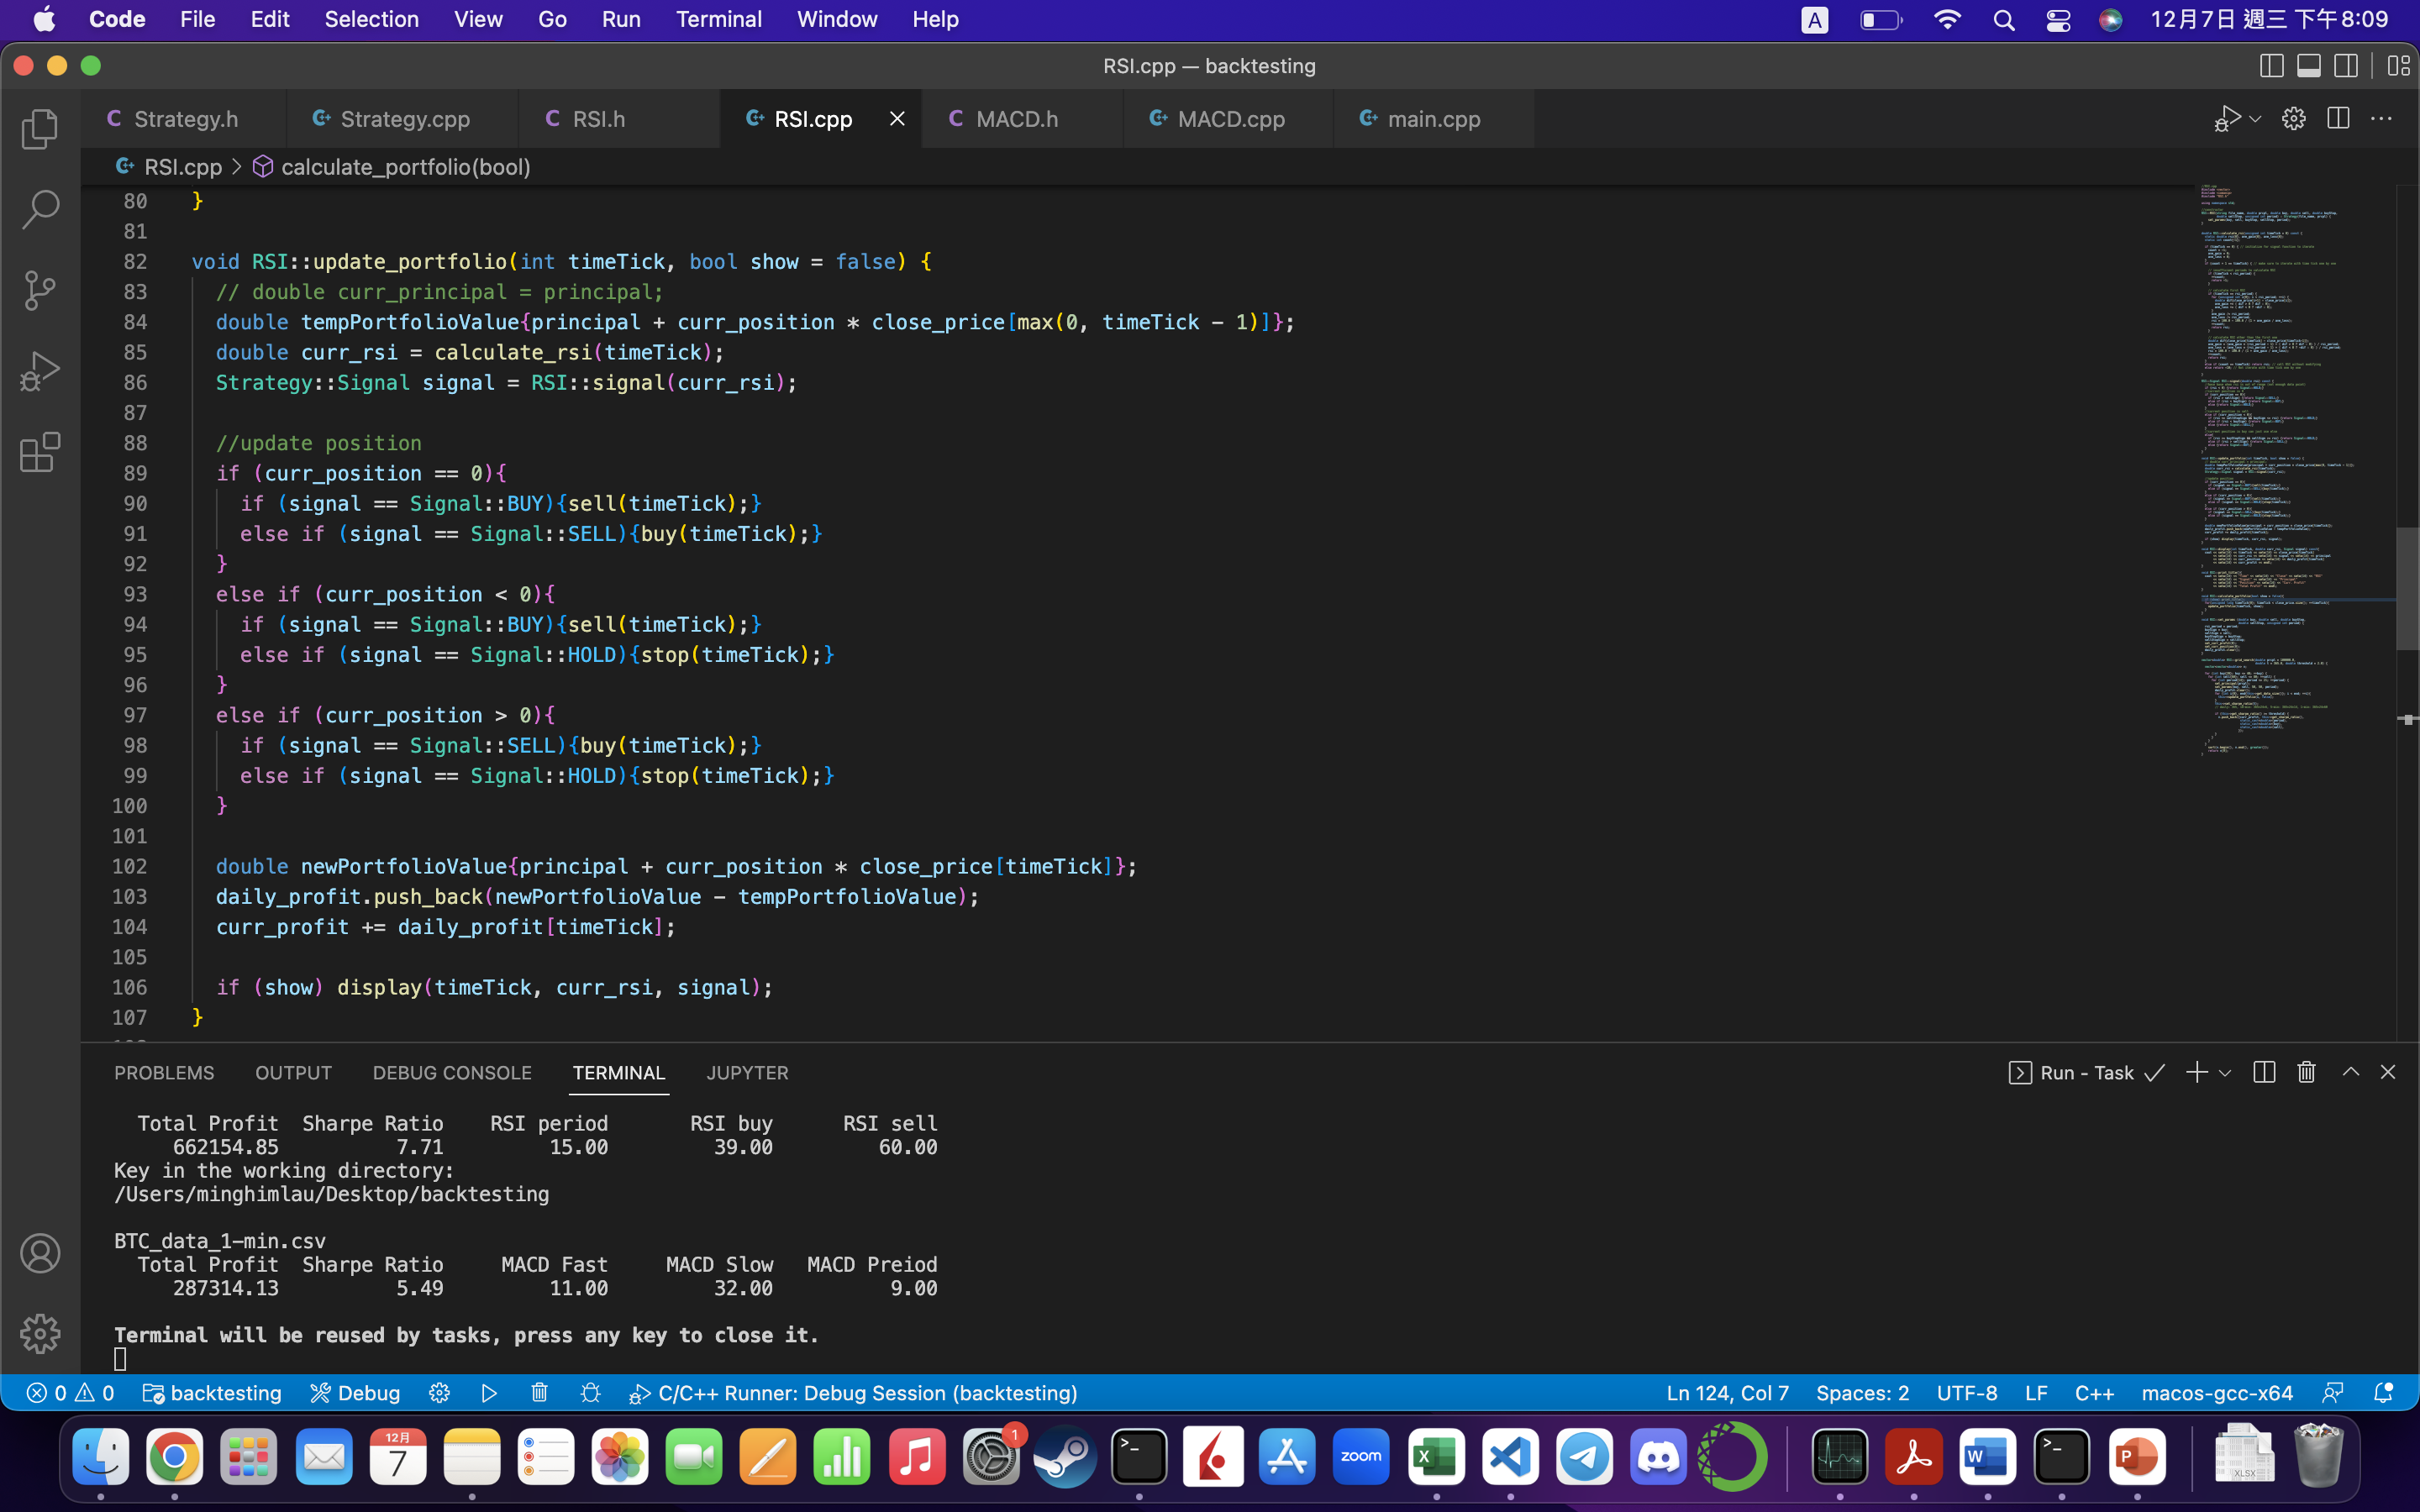 Code File Edit Selection View Go Run Terminal Window Help A 12月7日 週三 下午8:09
RSI.cpp — backtesting
C Strategy.h Strategy.cpp C RSI.h RSI.cpp C MACD.h MACD.cpp main.cpp
RSI.cpp > calculate_portfolio(bool)
80 }
81
82 void RSI::update_portfolio(int timeTick, bool show = false) {
83 // double curr_principal = principal;
84 double tempPortfolioValue{principal + curr_position * close_price[max(0, timeTick - 1)]};
85 double curr_rsi = calculate_rsi(timeTick);
86 Strategy::Signal signal = RSI::signal(curr_rsi);
87
88 //update position
89 if (curr_position == 0){
90 if (signal == Signal::BUY){sell(timeTick);}
91 else if (signal == Signal::SELL){buy(timeTick);}
92 }
93 else if (curr_position < 0){
94 if (signal == Signal::BUY){sell(timeTick);}
95 else if (signal == Signal::HOLD){stop(timeTick);}
96 }
97 else if (curr_position > 0){
98 if (signal == Signal::SELL){buy(timeTick);}
99 else if (signal == Signal::HOLD){stop(timeTick);}
100 }
101
102 double newPortfolioValue{principal + curr_position * close_price[timeTick]};
103 daily_profit.push_back(newPortfolioValue - tempPortfolioValue);
104 curr_profit += daily_profit[timeTick];
105
106 if (show) display(timeTick, curr_rsi, signal);
107 }
PROBLEMS OUTPUT DEBUG CONSOLE TERMINAL JUPYTER Run - Task
Total Profit Sharpe Ratio RSI period RSI buy RSI sell
662154.85 7.71 15.00 39.00 60.00
Key in the working directory:
/Users/minghimlau/Desktop/backtesting
BTC_data_1-min.csv
Total Profit Sharpe Ratio MACD Fast MACD Slow MACD Preiod
287314.13 5.49 11.00 32.00 9.00
Terminal will be reused by tasks, press any key to close it.
0 0 backtesting Debug C/C++ Runner: Debug Session (backtesting) Ln 124, Col 7 Spaces: 2 UTF-8 LF C++ macos-gcc-x64
12月 7 1 zoom X W P XLSX